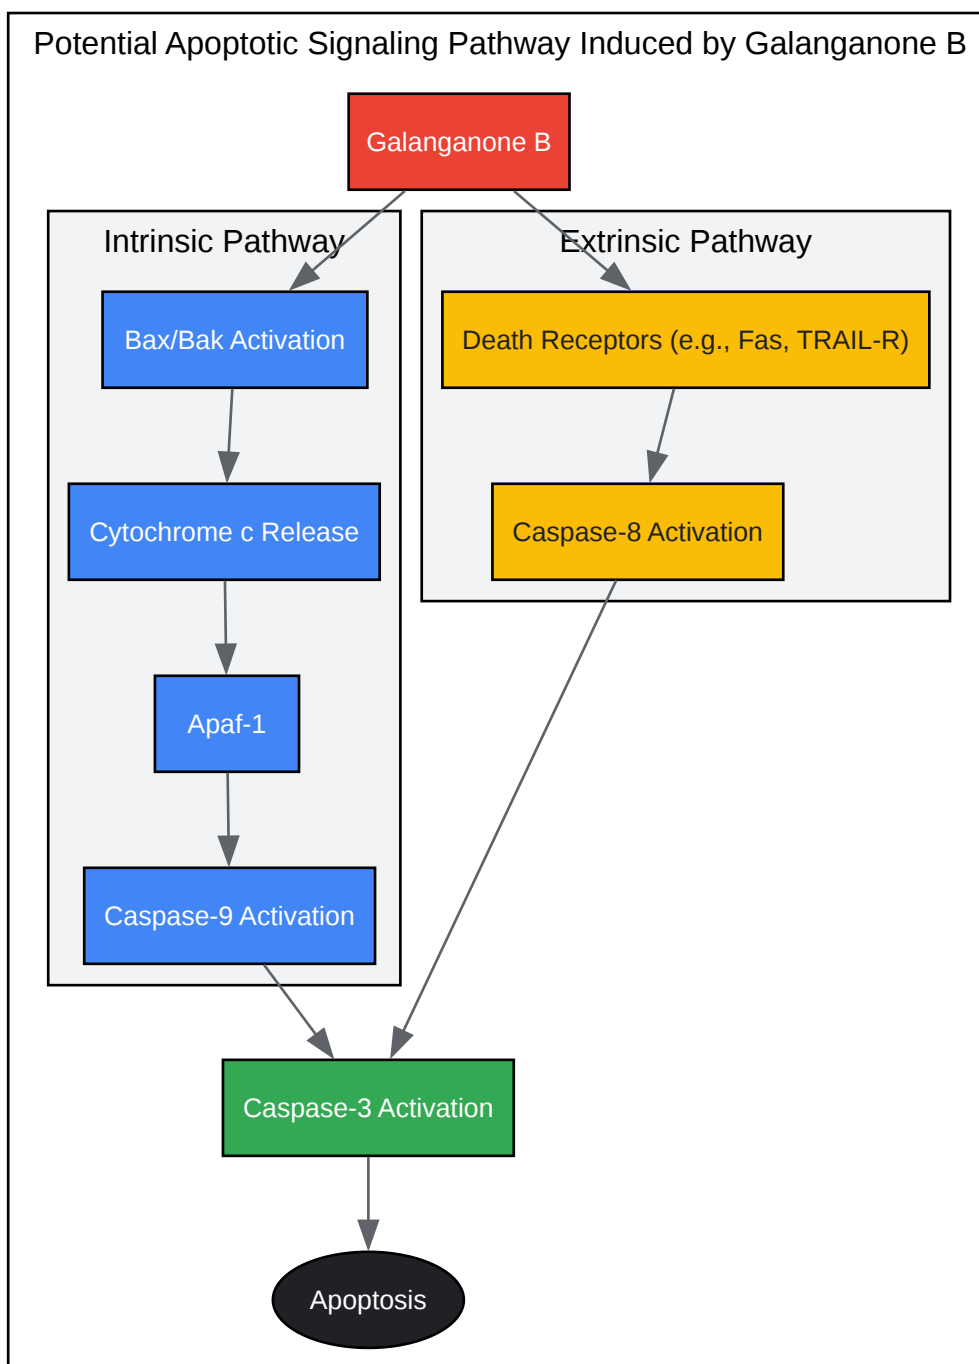 Potential Apoptotic Signaling Pathway Induced by Galanganone B
Galanganone B
Intrinsic Pathway
Extrinsic Pathway
Bax/Bak Activation
Death Receptors (e.g., Fas, TRAIL-R)
Cytochrome c Release
Caspase-8 Activation
Apaf-1
Caspase-9 Activation
Caspase-3 Activation
Apoptosis